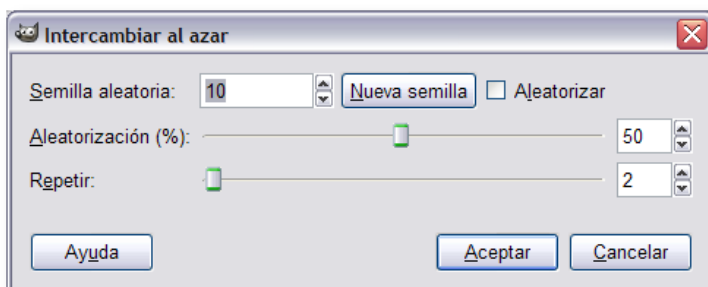 Intercambiar al azar
Semilla aleatoria: 10 Nueva semilla Aleatorizar
Aleatorización (%): 50
Repetir: 2
Ayuda Aceptar Cancelar